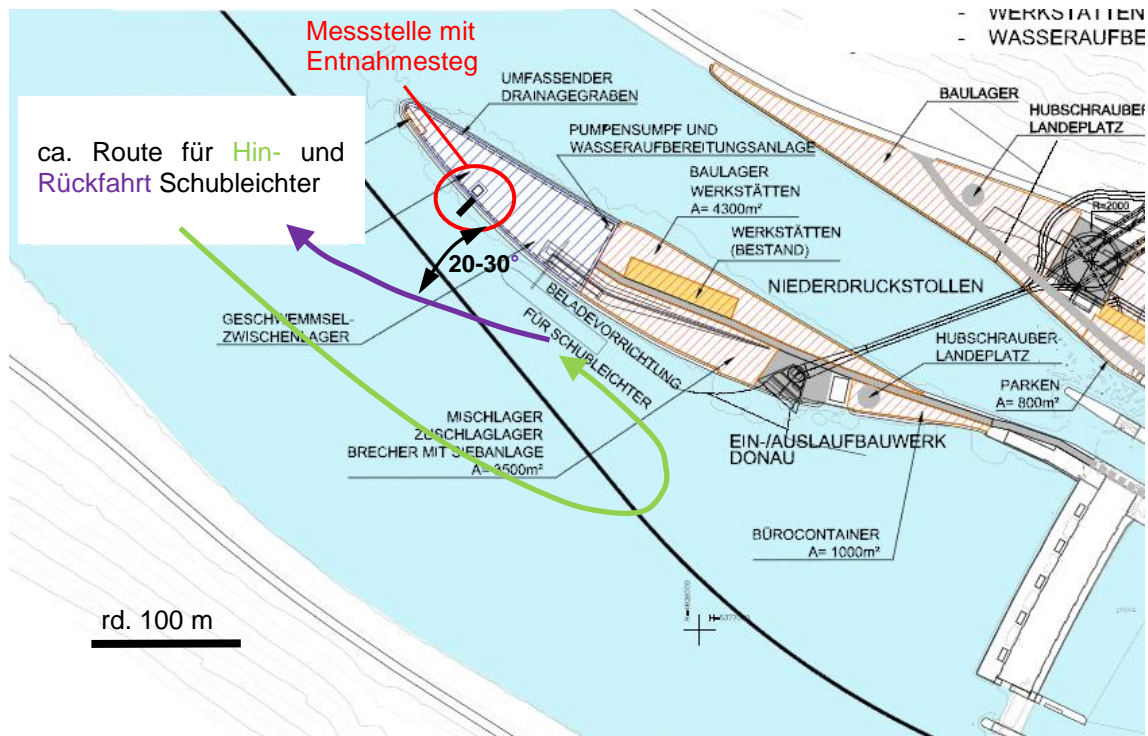 - WERKSTÄTTEN
- WASSERAUFBE
Messstelle mit
Entnahmesteg
UMFASSENDER
DRAINAGEGRABEN
BAULAGER
HUBSCHRAUBER
LANDEPLATZ
ca. Route für Hin- und
Rückfahrt Schubleichter
PUMPENSUMPF UND
WASSERAUFBEREITUNGSANLAGE
BAULAGER
WERKSTÄTTEN
A= 4300m²
R=2000
WERKSTÄTTEN
(BESTAND)
20-30°
NIEDERDRUCKSTOLLEN
GESCHWEMMSEL-
ZWISCHENLAGER
BELADEVORRICHTUNG
FÜR SCHUBLEICHTER
HUBSCHRAUBER-
LANDEPLATZ
PARKEN
A= 800m²
MISCHLAGER
ZUSCHLAGLAGER
BRECHER MIT SIEBANLAGE
A= 3500m²
EIN-/AUSLAUFBAUWERK
DONAU
BÜROCONTAINER
A= 1000m²
rd. 100 m